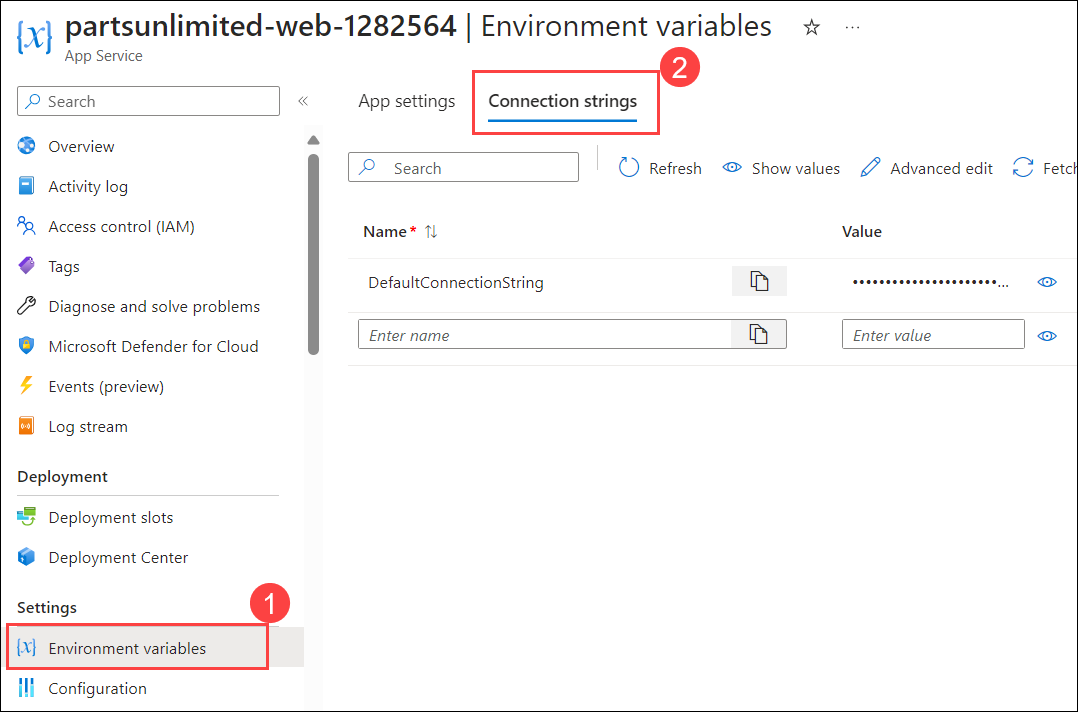 partsunlimited-web-1282564 | Environment variables
App Service
Search
Overview
Activity log
Access control (IAM)
Tags
Diagnose and solve problems
Microsoft Defender for Cloud
Events (preview)
Log stream
Deployment
Deployment slots
Deployment Center
Settings
1
Environment variables
Configuration
App settings
Connection strings
2
Search
Refresh
Show values
Advanced edit
Fetch
Name*
Value
DefaultConnectionString
•••••••••••••••••••••••...
Enter name
Enter value